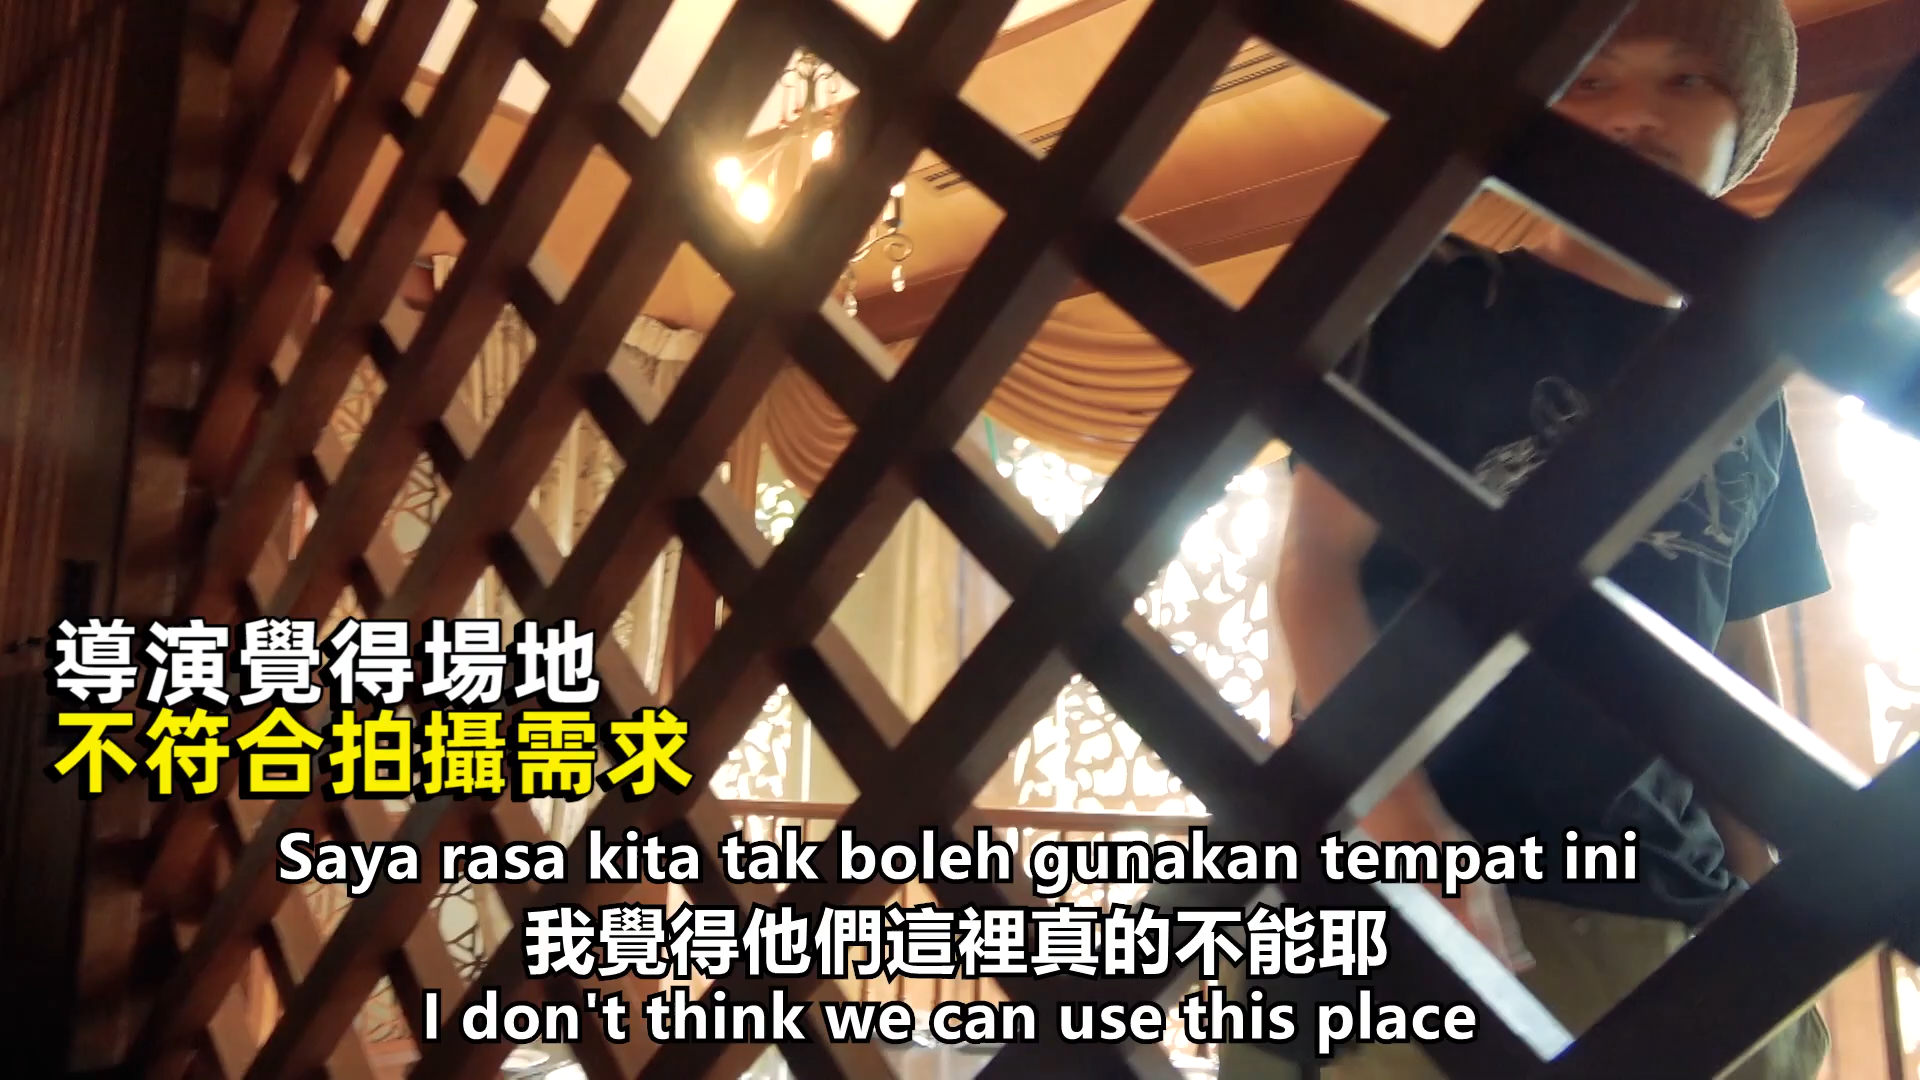 導演覺得場地
不符合拍攝需求
Saya rasa kita tak boleh gunakan tempat ini
我覺得他們這裡真的不能耶
I don't think we can use this place